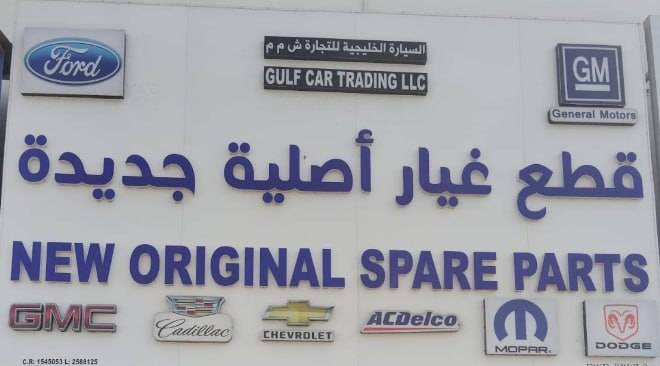 Ford
السيارة الخليجية للتجارة ش م م
GULF CAR TRADING LLC
GM
General Motors
قطع غيار أصلية جديدة
NEW ORIGINAL SPARE PARTS
GMC
Cadillac
CHEVROLET
ACDelco
MOPAR
DODGE
C.R: 1545053 L: 2588125